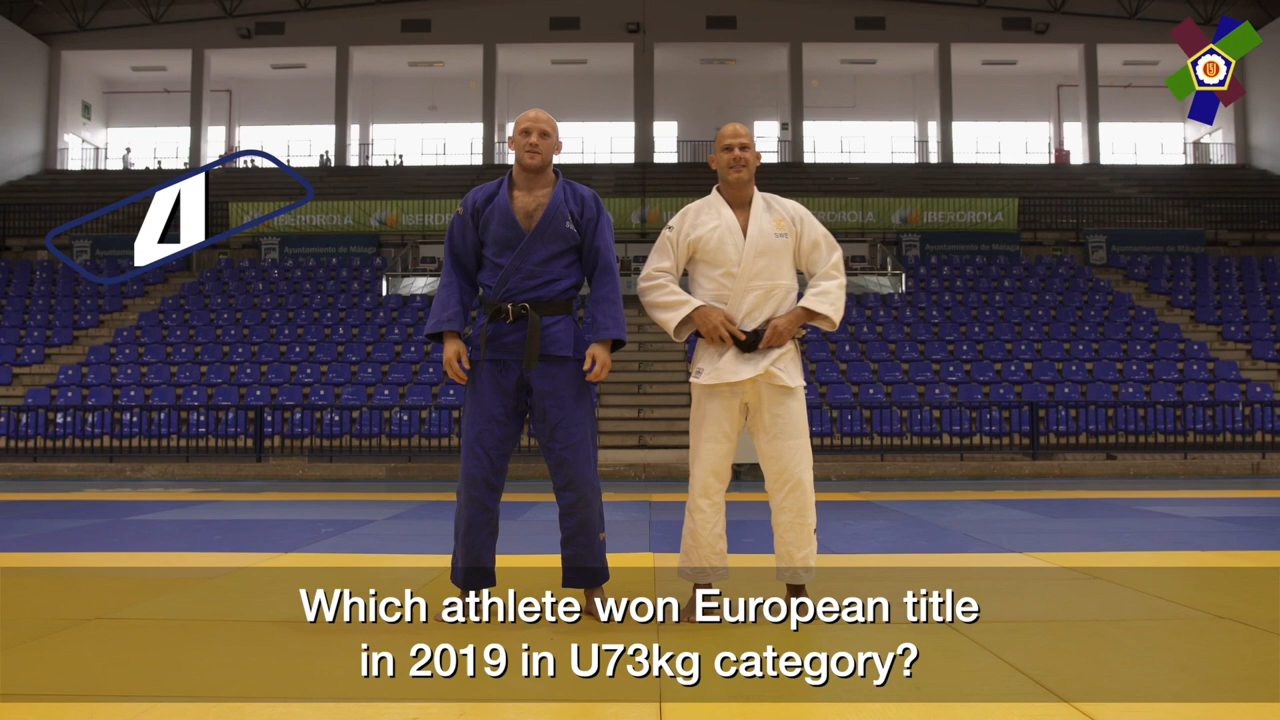 IBERDROLA IBERDROLA IBERDROLA
Ayuntamiento de Málaga Ayuntamiento de Málaga
SWE
Which athlete won European title
in 2019 in U73kg category?